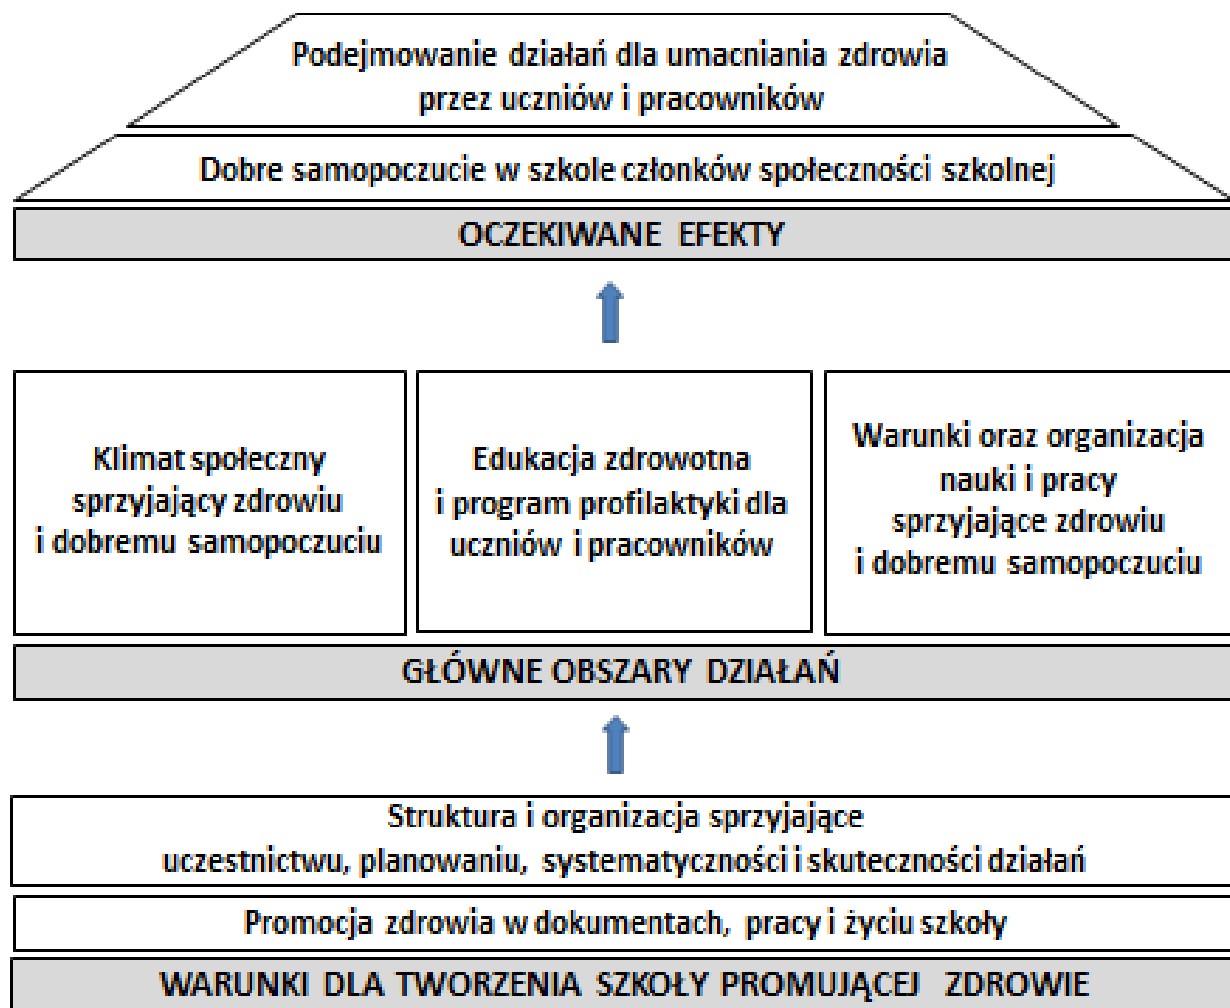 Podejmowanie działań dla umacniania zdrowia
przez uczniów i pracowników
Dobre samopoczucie w szkole członków społeczności szkolnej
OCZEKIWANE EFEKTY
Klimat społeczny
sprzyjający zdrowiu
i dobremu samopoczuciu
Edukacja zdrowotna
i program profilaktyki dla
uczniów i pracowników
Warunki oraz organizacja
nauki i pracy
sprzyjające zdrowiu
i dobremu samopoczuciu
GŁÓWNE OBSZARY DZIAŁAŃ
Struktura i organizacja sprzyjające
uczestnictwu, planowaniu, systematyczności i skuteczności działań
Promocja zdrowia w dokumentach, pracy i życiu szkoły
WARUNKI DLA TWORZENIA SZKOŁY PROMUJĄCEJ ZDROWIE